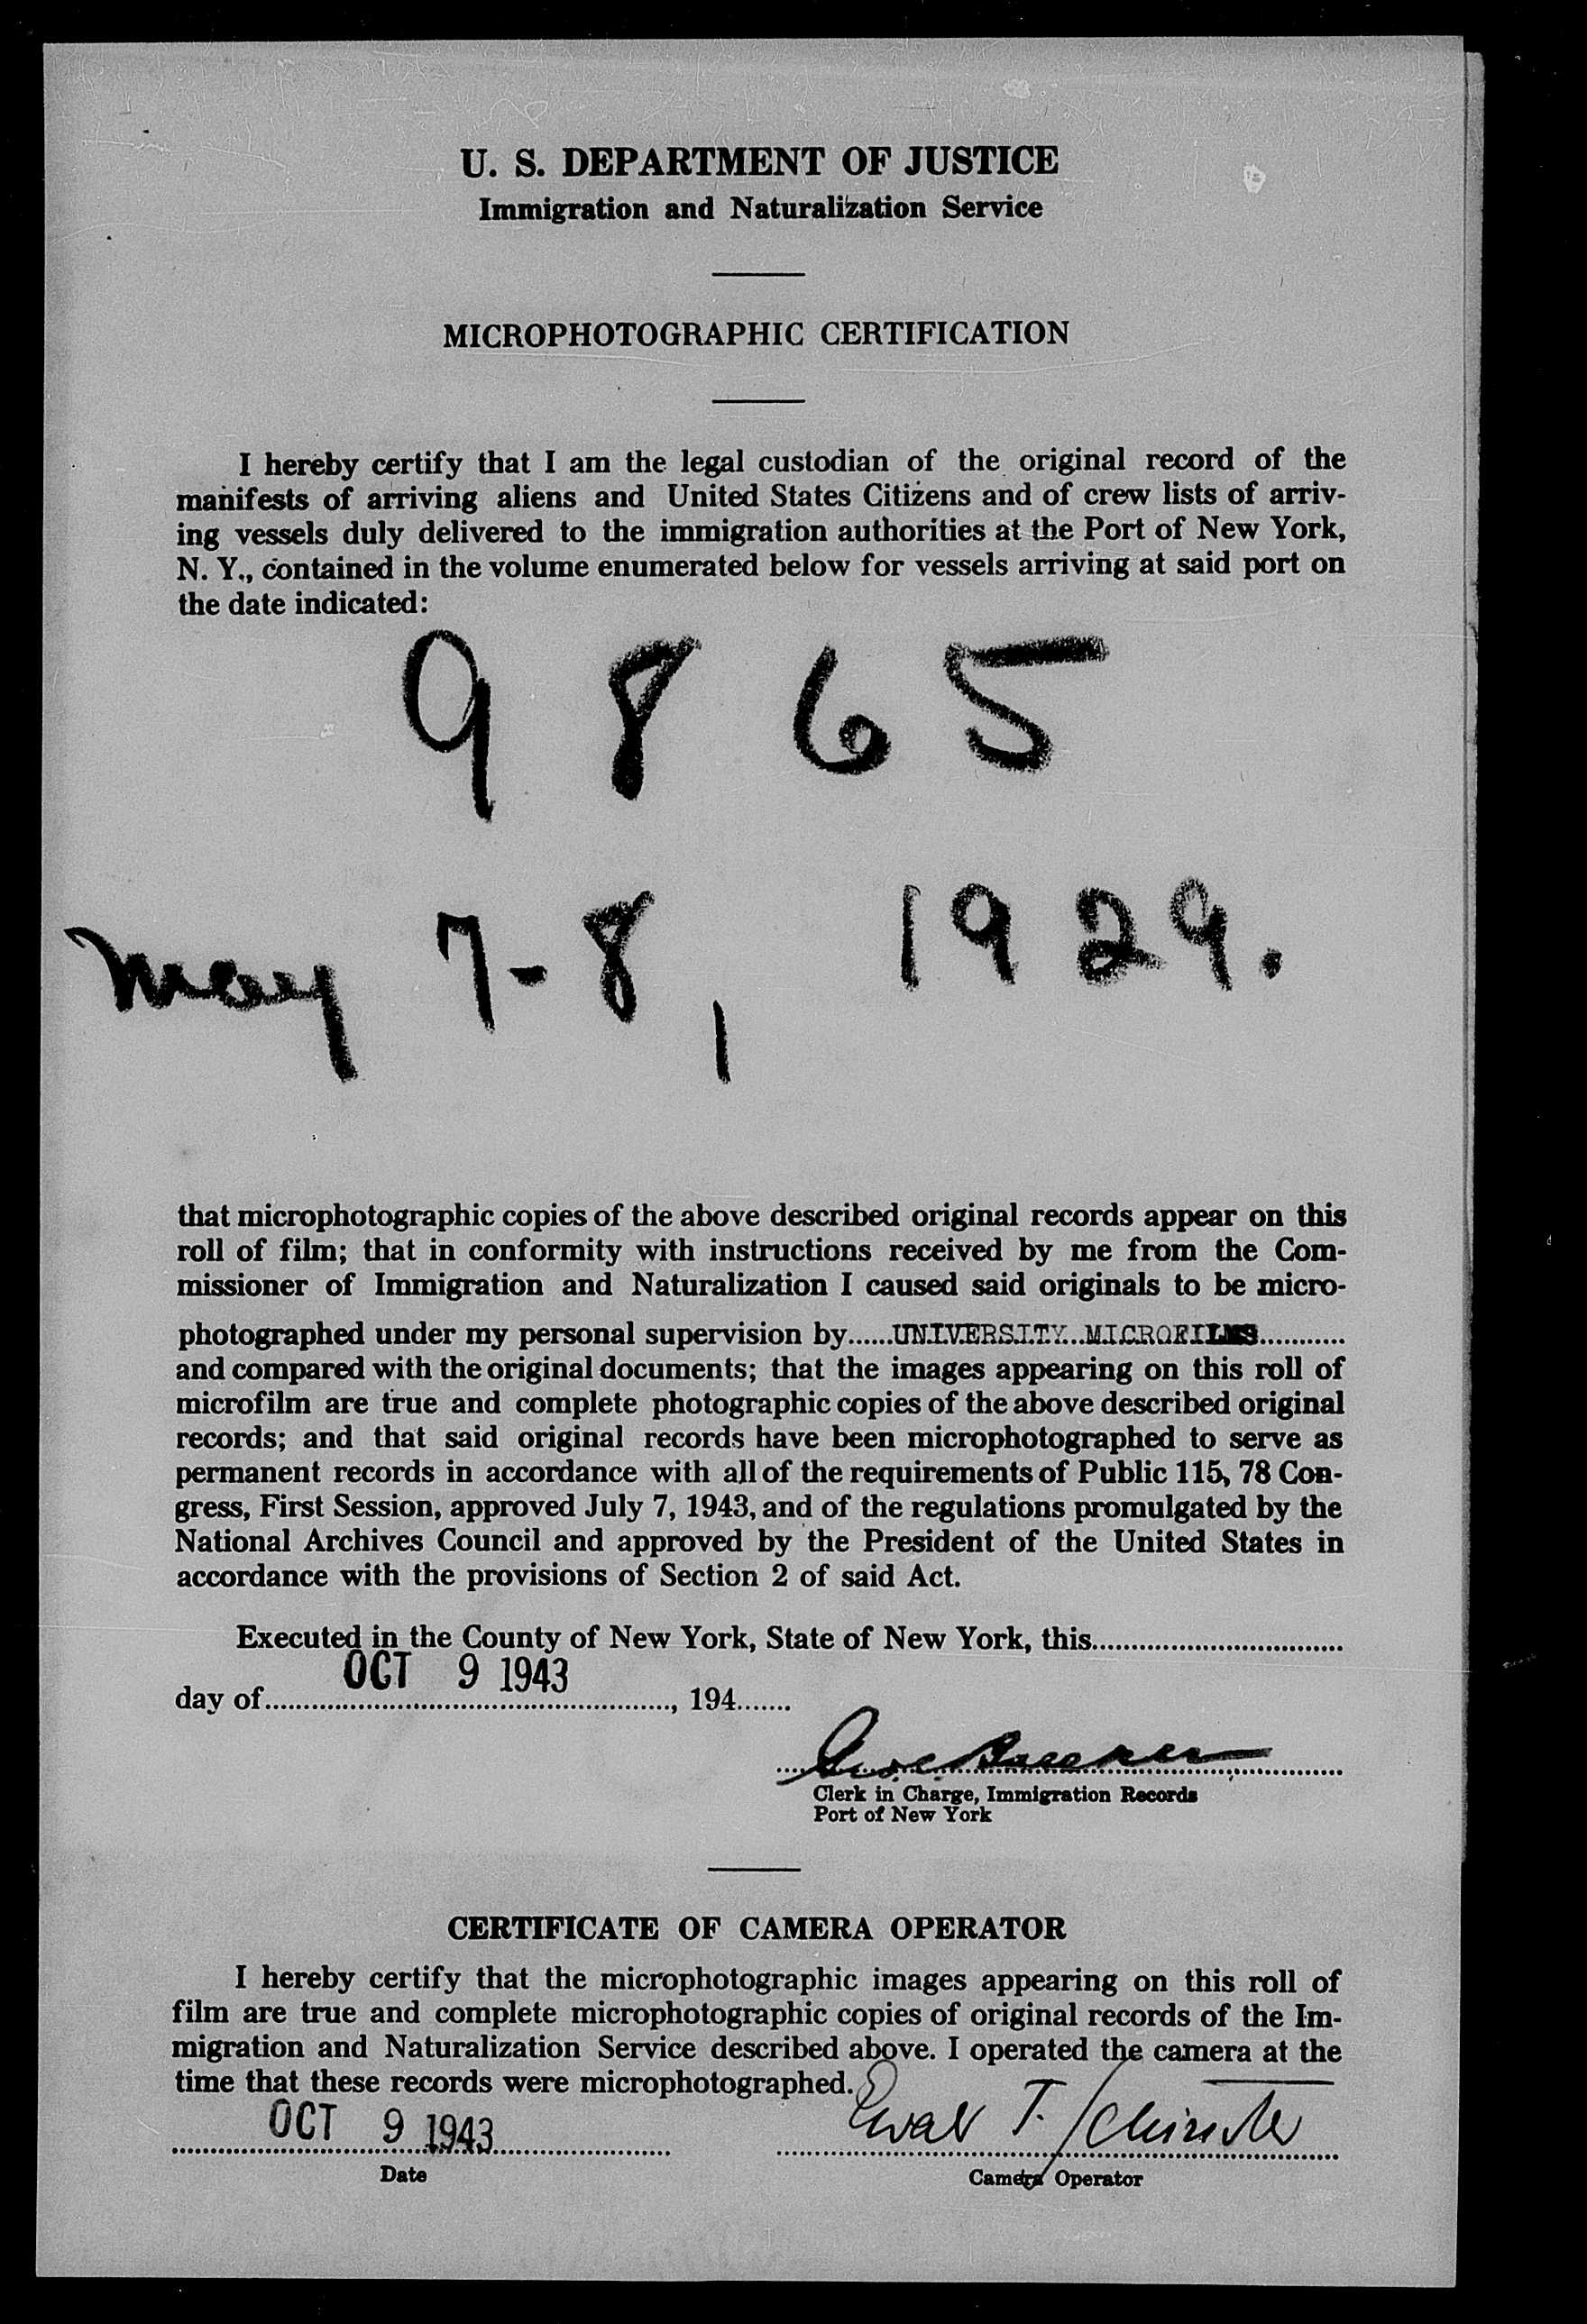 U. S. DEPARTMENT OF JUSTICE
Immigration and Naturalization Service
MICROPHOTOGRAPHIC CERTIFICATION
I hereby certify that I am the legal custodian of the original record of the
manifests of arriving aliens and United States Citizens and of crew lists of arriv-
ing vessels duly delivered to the immigration authorities at the Port of New York,
N. Y., contained in the volume enumerated below for vessels arriving at said port on
the date indicated:
9865
May 7-8, 1929.
that microphotographic copies of the above described original records appear on this
roll of film; that in conformity with instructions received by me from the Com-
missioner of Immigration and Naturalization I caused said originals to be micro-
photographed under my personal supervision by......UNIVERSITY MICROFILMS...........
and compared with the original documents; that the images appearing on this roll of
microfilm are true and complete photographic copies of the above described original
records; and that said original records have been microphotographed to serve as
permanent records in accordance with all of the requirements of Public 115, 78 Con-
gress, First Session, approved July 7, 1943, and of the regulations promulgated by the
National Archives Council and approved by the President of the United States in
accordance with the provisions of Section 2 of said Act.
Executed in the County of New York, State of New York, this................................
OCT 9 1943
day of....................................................., 194.......
Clerk in Charge, Immigration Records
Port of New York
CERTIFICATE OF CAMERA OPERATOR
I hereby certify that the microphotographic images appearing on this roll of
film are true and complete microphotographic copies of original records of the Im-
migration and Naturalization Service described above. I operated the camera at the
time that these records were microphotographed.
OCT 9 1943
Date
Camera Operator